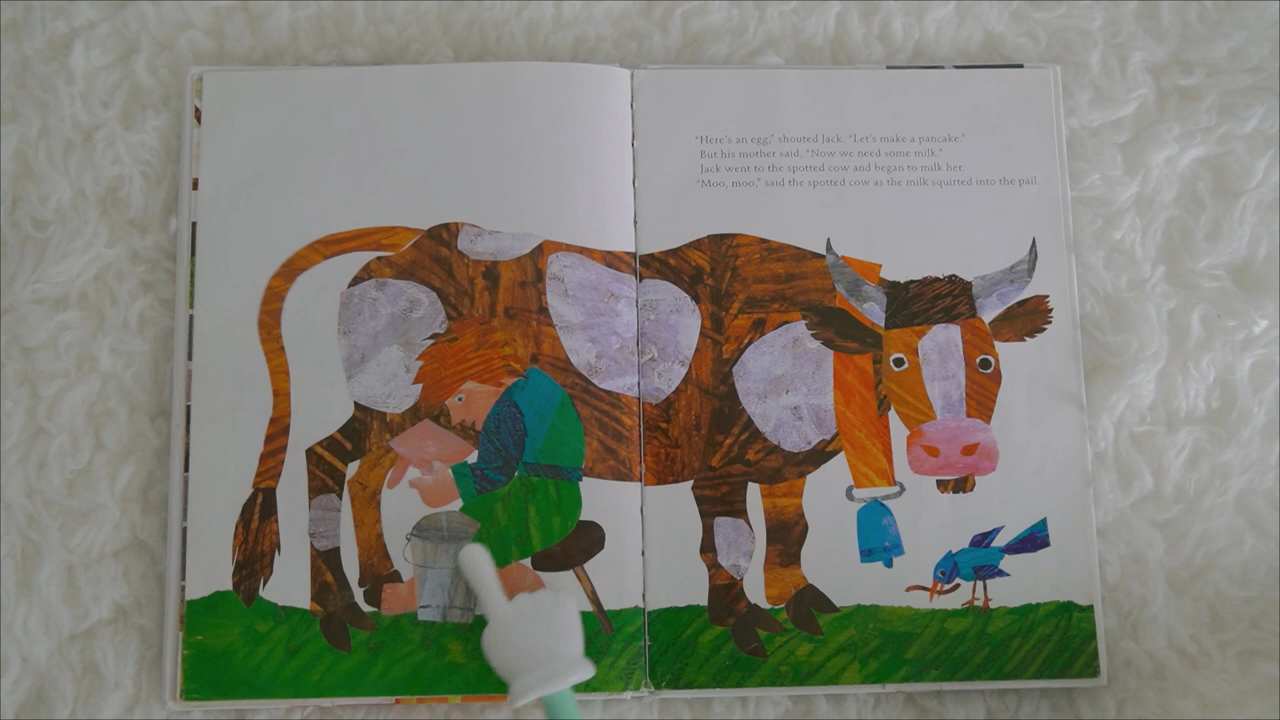 "Here's an egg," shouted Jack. "Let's make a pancake."
But his mother said, "Now we need some milk."
Jack went to the spotted cow and began to milk her.
"Moo, moo," said the spotted cow as the milk squirted into the pail.